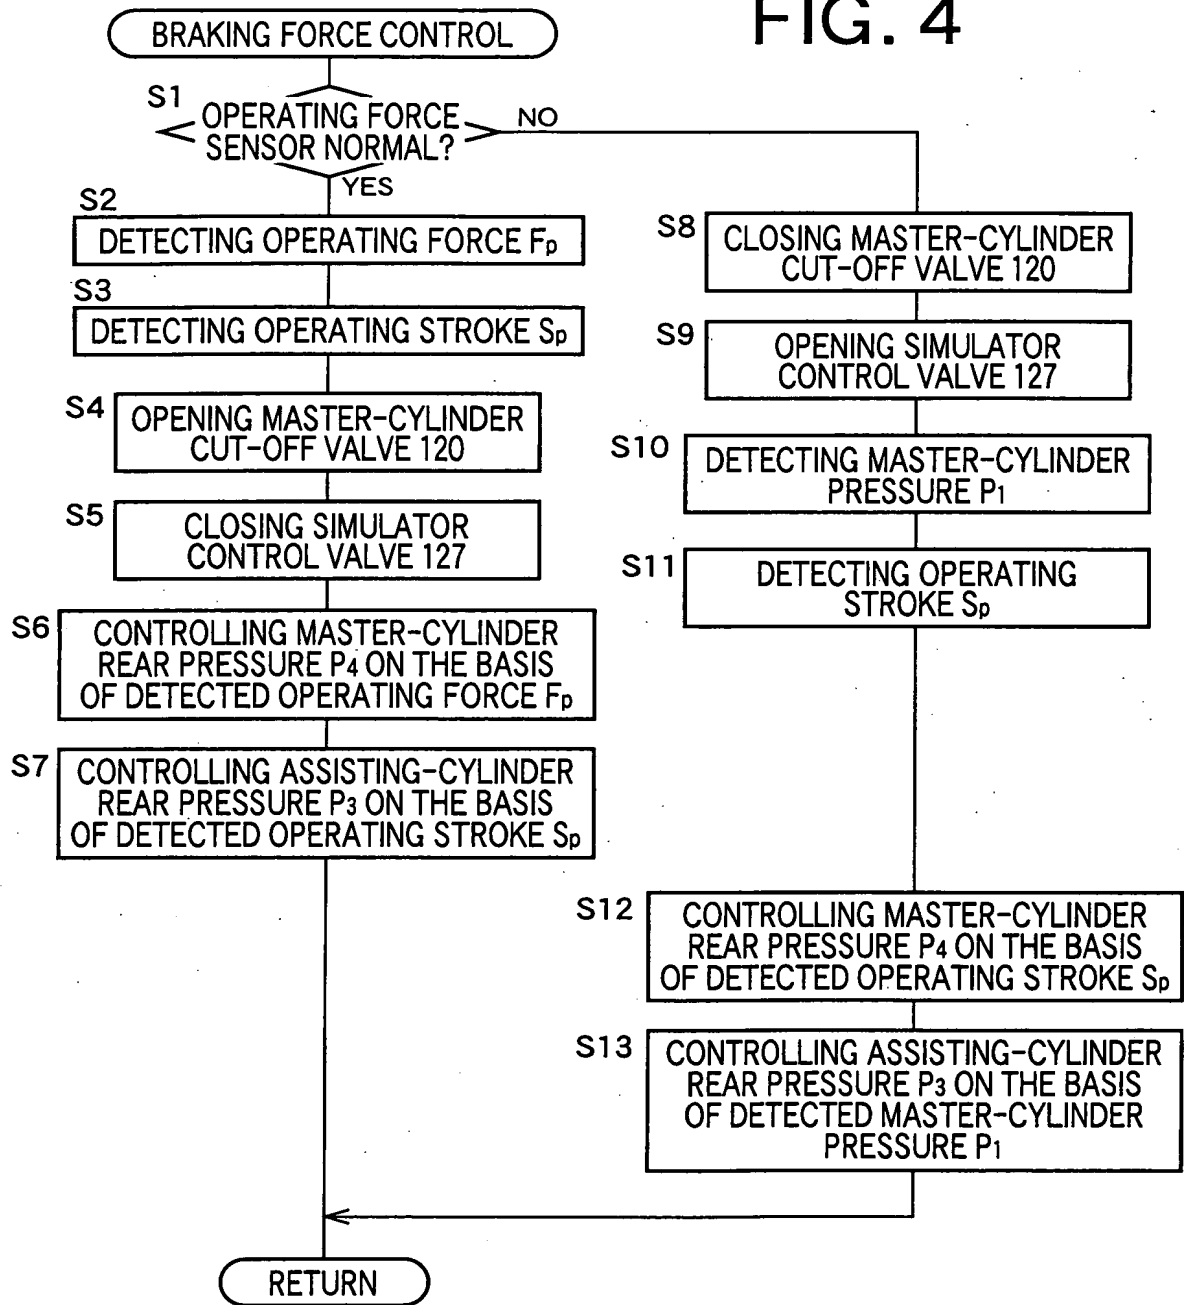 FIG. 4
BRAKING FORCE CONTROL
S1
OPERATING FORCE
SENSOR NORMAL?
NO
YES
S2
DETECTING OPERATING FORCE Fp
S3
DETECTING OPERATING STROKE Sp
S4
OPENING MASTER-CYLINDER
CUT-OFF VALVE 120
S5
CLOSING SIMULATOR
CONTROL VALVE 127
S6
CONTROLLING MASTER-CYLINDER
REAR PRESSURE P4 ON THE BASIS
OF DETECTED OPERATING FORCE Fp
S7
CONTROLLING ASSISTING-CYLINDER
REAR PRESSURE P3 ON THE BASIS
OF DETECTED OPERATING STROKE Sp
S8
CLOSING MASTER-CYLINDER
CUT-OFF VALVE 120
S9
OPENING SIMULATOR
CONTROL VALVE 127
S10
DETECTING MASTER-CYLINDER
PRESSURE P1
S11
DETECTING OPERATING
STROKE Sp
S12
CONTROLLING MASTER-CYLINDER
REAR PRESSURE P4 ON THE BASIS
OF DETECTED OPERATING STROKE Sp
S13
CONTROLLING ASSISTING-CYLINDER
REAR PRESSURE P3 ON THE BASIS
OF DETECTED MASTER-CYLINDER
PRESSURE P1
RETURN